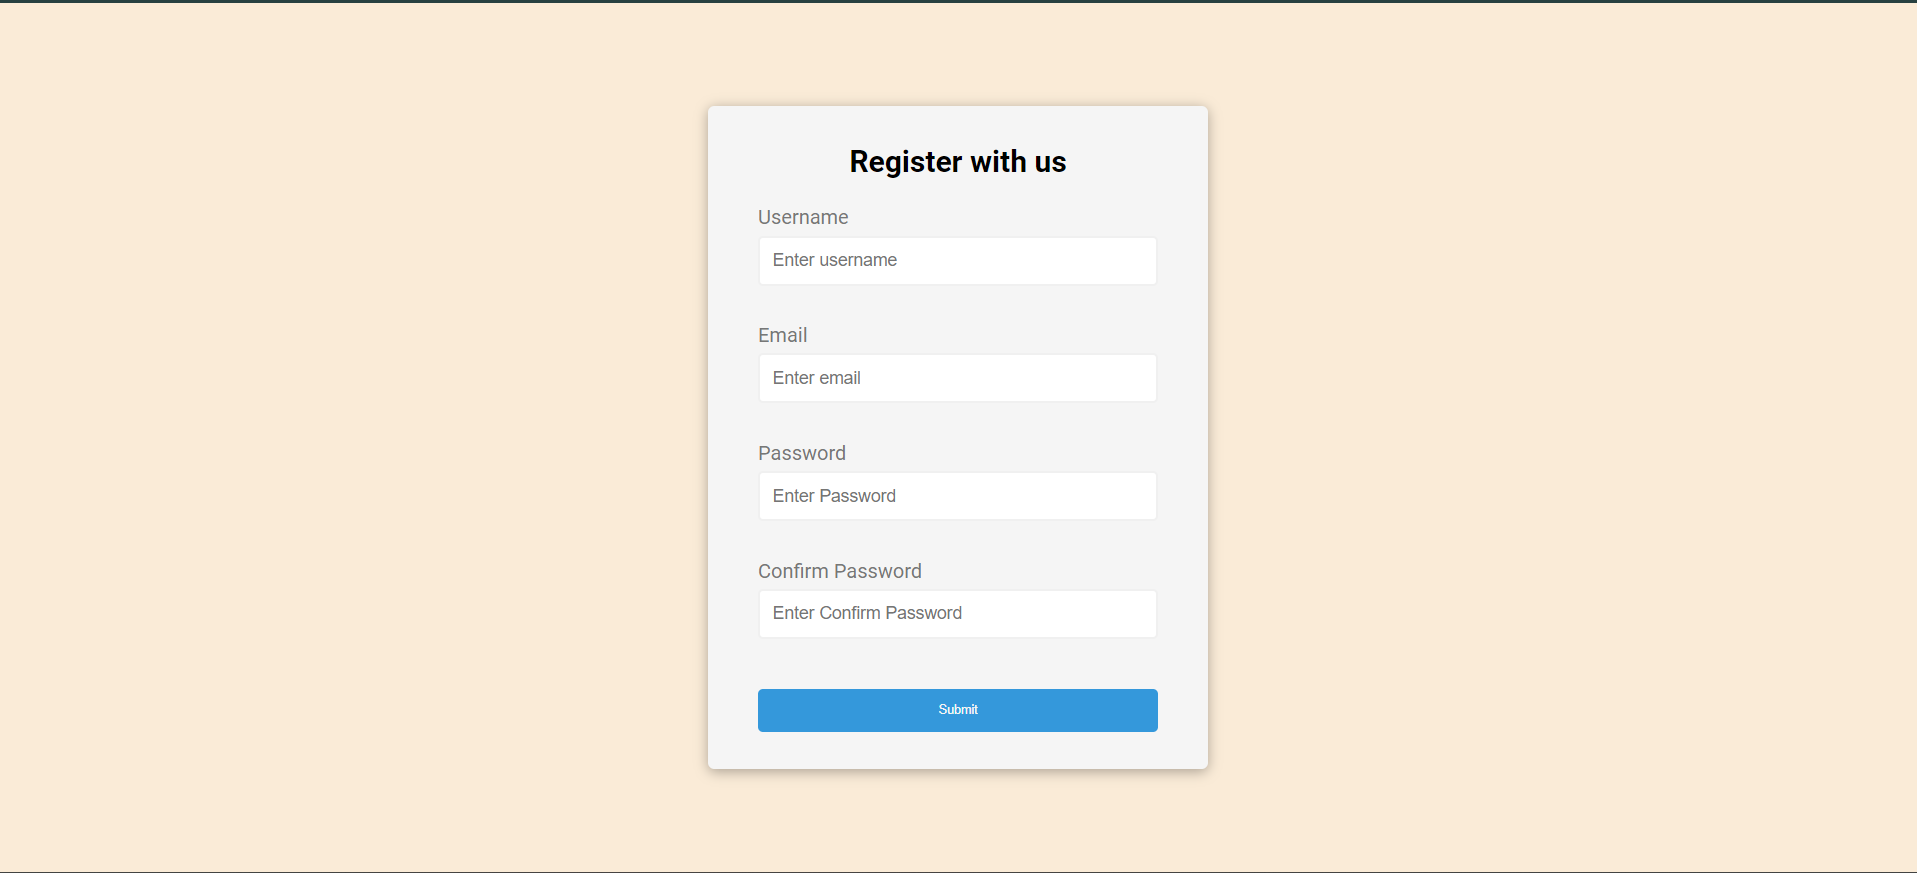 Register with us
Username
Enter username
Email
Enter email
Password
Enter Password
Confirm Password
Enter Confirm Password
Submit